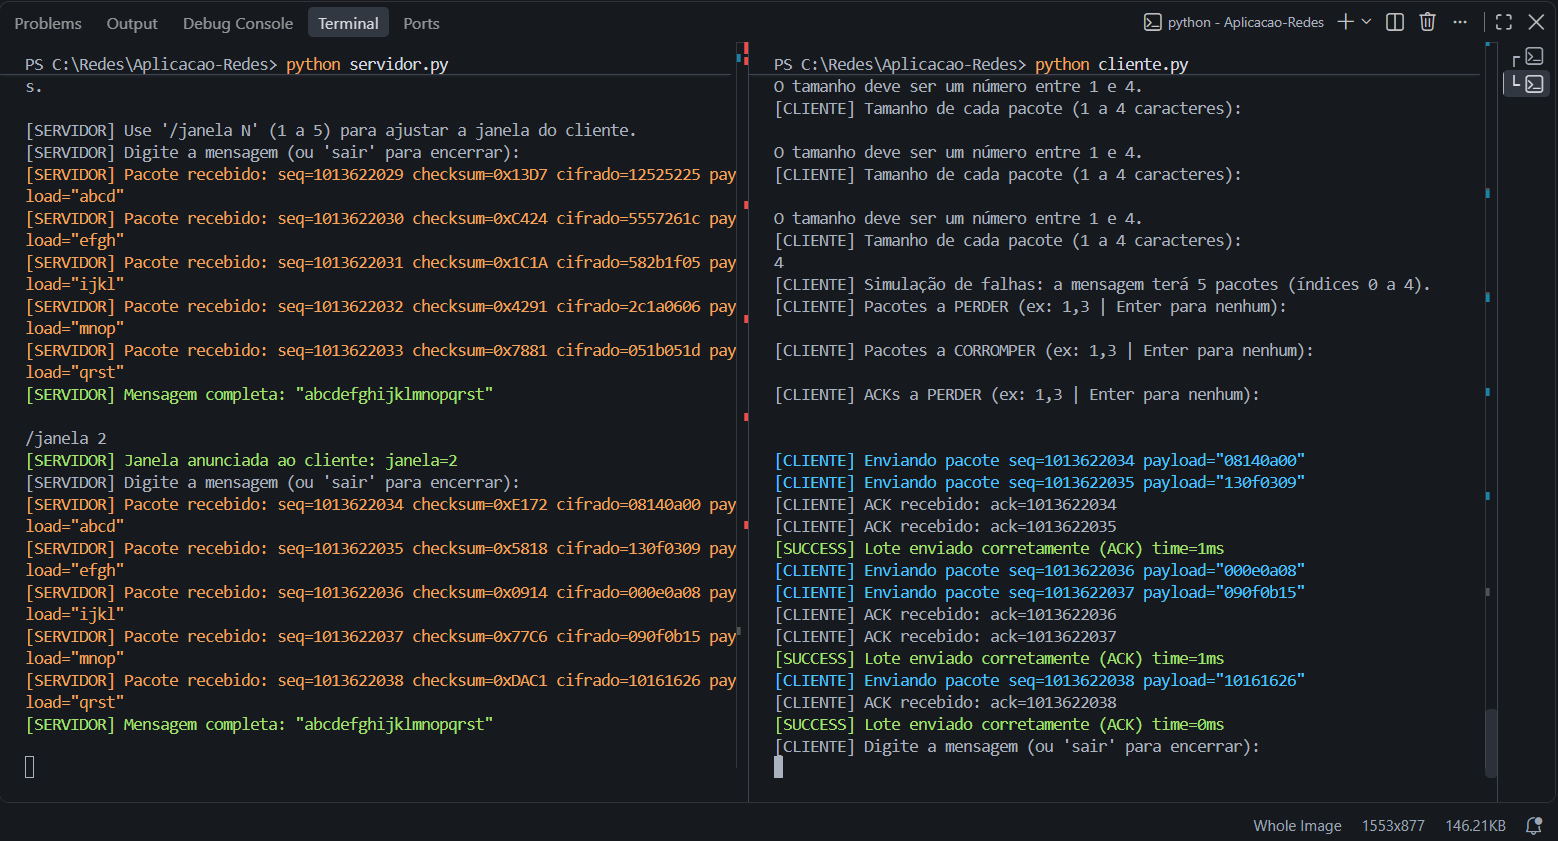 Problems Output Debug Console Terminal Ports
python - Aplicacao-Redes
PS C:\Redes\Aplicacao-Redes> python servidor.py
s.
[SERVIDOR] Use '/janela N' (1 a 5) para ajustar a janela do cliente.
[SERVIDOR] Digite a mensagem (ou 'sair' para encerrar):
[SERVIDOR] Pacote recebido: seq=1013622029 checksum=0x13D7 cifrado=12525225 pay
load="abcd"
[SERVIDOR] Pacote recebido: seq=1013622030 checksum=0xC424 cifrado=5557261c pay
load="efgh"
[SERVIDOR] Pacote recebido: seq=1013622031 checksum=0x1C1A cifrado=582b1f05 pay
load="ijkl"
[SERVIDOR] Pacote recebido: seq=1013622032 checksum=0x4291 cifrado=2c1a0606 pay
load="mnop"
[SERVIDOR] Pacote recebido: seq=1013622033 checksum=0x7881 cifrado=051b051d pay
load="qrst"
[SERVIDOR] Mensagem completa: "abcdefghijklmnopqrst"
/janela 2
[SERVIDOR] Janela anunciada ao cliente: janela=2
[SERVIDOR] Digite a mensagem (ou 'sair' para encerrar):
[SERVIDOR] Pacote recebido: seq=1013622034 checksum=0xE172 cifrado=08140a00 pay
load="abcd"
[SERVIDOR] Pacote recebido: seq=1013622035 checksum=0x5818 cifrado=130f0309 pay
load="efgh"
[SERVIDOR] Pacote recebido: seq=1013622036 checksum=0x0914 cifrado=000e0a08 pay
load="ijkl"
[SERVIDOR] Pacote recebido: seq=1013622037 checksum=0x77C6 cifrado=090f0b15 pay
load="mnop"
[SERVIDOR] Pacote recebido: seq=1013622038 checksum=0xDAC1 cifrado=10161626 pay
load="qrst"
[SERVIDOR] Mensagem completa: "abcdefghijklmnopqrst"
PS C:\Redes\Aplicacao-Redes> python cliente.py
O tamanho deve ser um número entre 1 e 4.
[CLIENTE] Tamanho de cada pacote (1 a 4 caracteres):
O tamanho deve ser um número entre 1 e 4.
[CLIENTE] Tamanho de cada pacote (1 a 4 caracteres):
O tamanho deve ser um número entre 1 e 4.
[CLIENTE] Tamanho de cada pacote (1 a 4 caracteres):
4
[CLIENTE] Simulação de falhas: a mensagem terá 5 pacotes (índices 0 a 4).
[CLIENTE] Pacotes a PERDER (ex: 1,3 | Enter para nenhum):
[CLIENTE] Pacotes a CORROMPER (ex: 1,3 | Enter para nenhum):
[CLIENTE] ACKs a PERDER (ex: 1,3 | Enter para nenhum):
[CLIENTE] Enviando pacote seq=1013622034 payload="08140a00"
[CLIENTE] Enviando pacote seq=1013622035 payload="130f0309"
[CLIENTE] ACK recebido: ack=1013622034
[CLIENTE] ACK recebido: ack=1013622035
[SUCCESS] Lote enviado corretamente (ACK) time=1ms
[CLIENTE] Enviando pacote seq=1013622036 payload="000e0a08"
[CLIENTE] Enviando pacote seq=1013622037 payload="090f0b15"
[CLIENTE] ACK recebido: ack=1013622036
[CLIENTE] ACK recebido: ack=1013622037
[SUCCESS] Lote enviado corretamente (ACK) time=1ms
[CLIENTE] Enviando pacote seq=1013622038 payload="10161626"
[CLIENTE] ACK recebido: ack=1013622038
[SUCCESS] Lote enviado corretamente (ACK) time=0ms
[CLIENTE] Digite a mensagem (ou 'sair' para encerrar):
Whole Image 1553x877 146.21KB